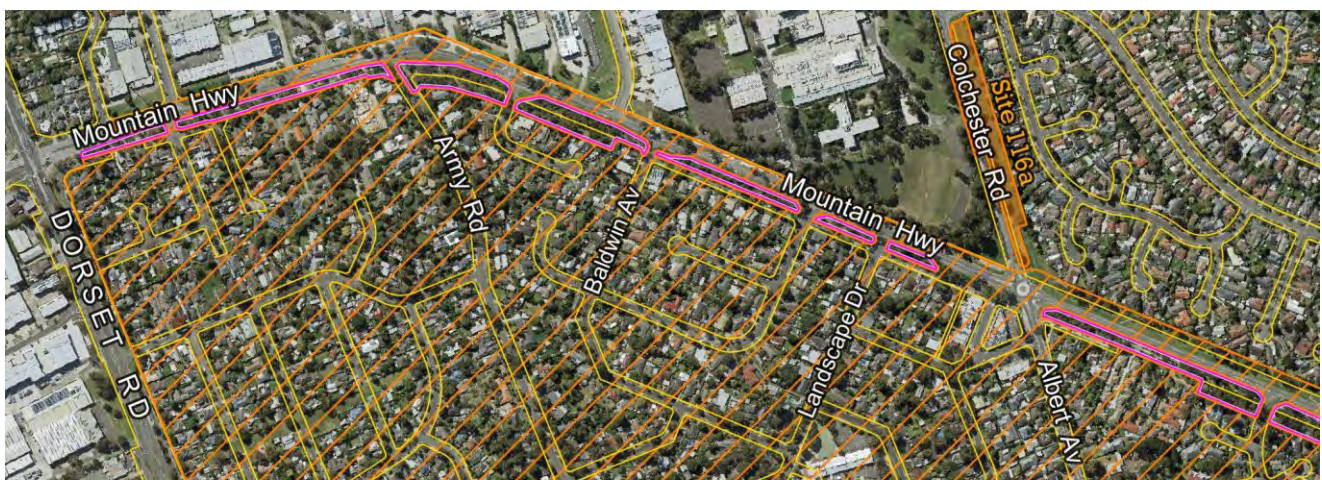 Mountain Hwy
Colchester Rd
Site 116a
Army Rd
Mountain Hwy
DORSET RD
Baldwin Av
Landscape Dr
Albert Av